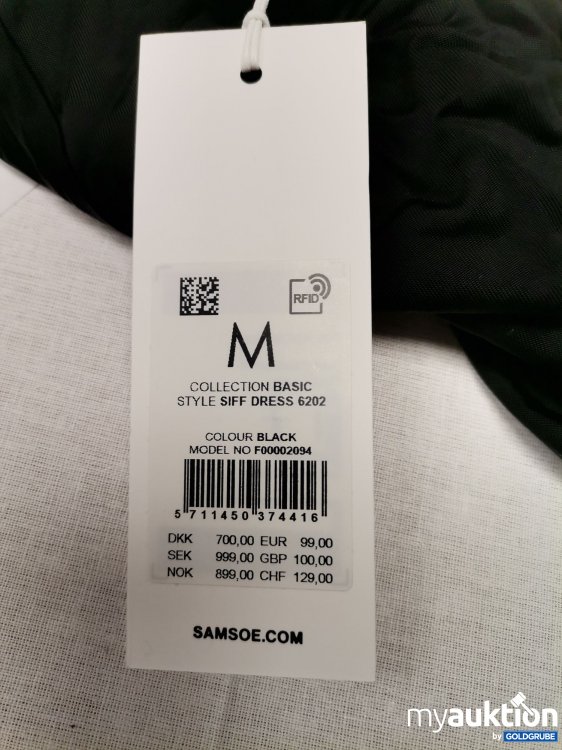 RFID
M
COLLECTION BASIC
STYLE SIFF DRESS 6202
COLOUR BLACK
MODEL NO F00002094
5 711450 374416
DKK 700,00 EUR 99,00
SEK 999,00 GBP 100,00
NOK 899,00 CHF 129,00
SAMSOE.COM
myauktion
by GOLDGRUBE